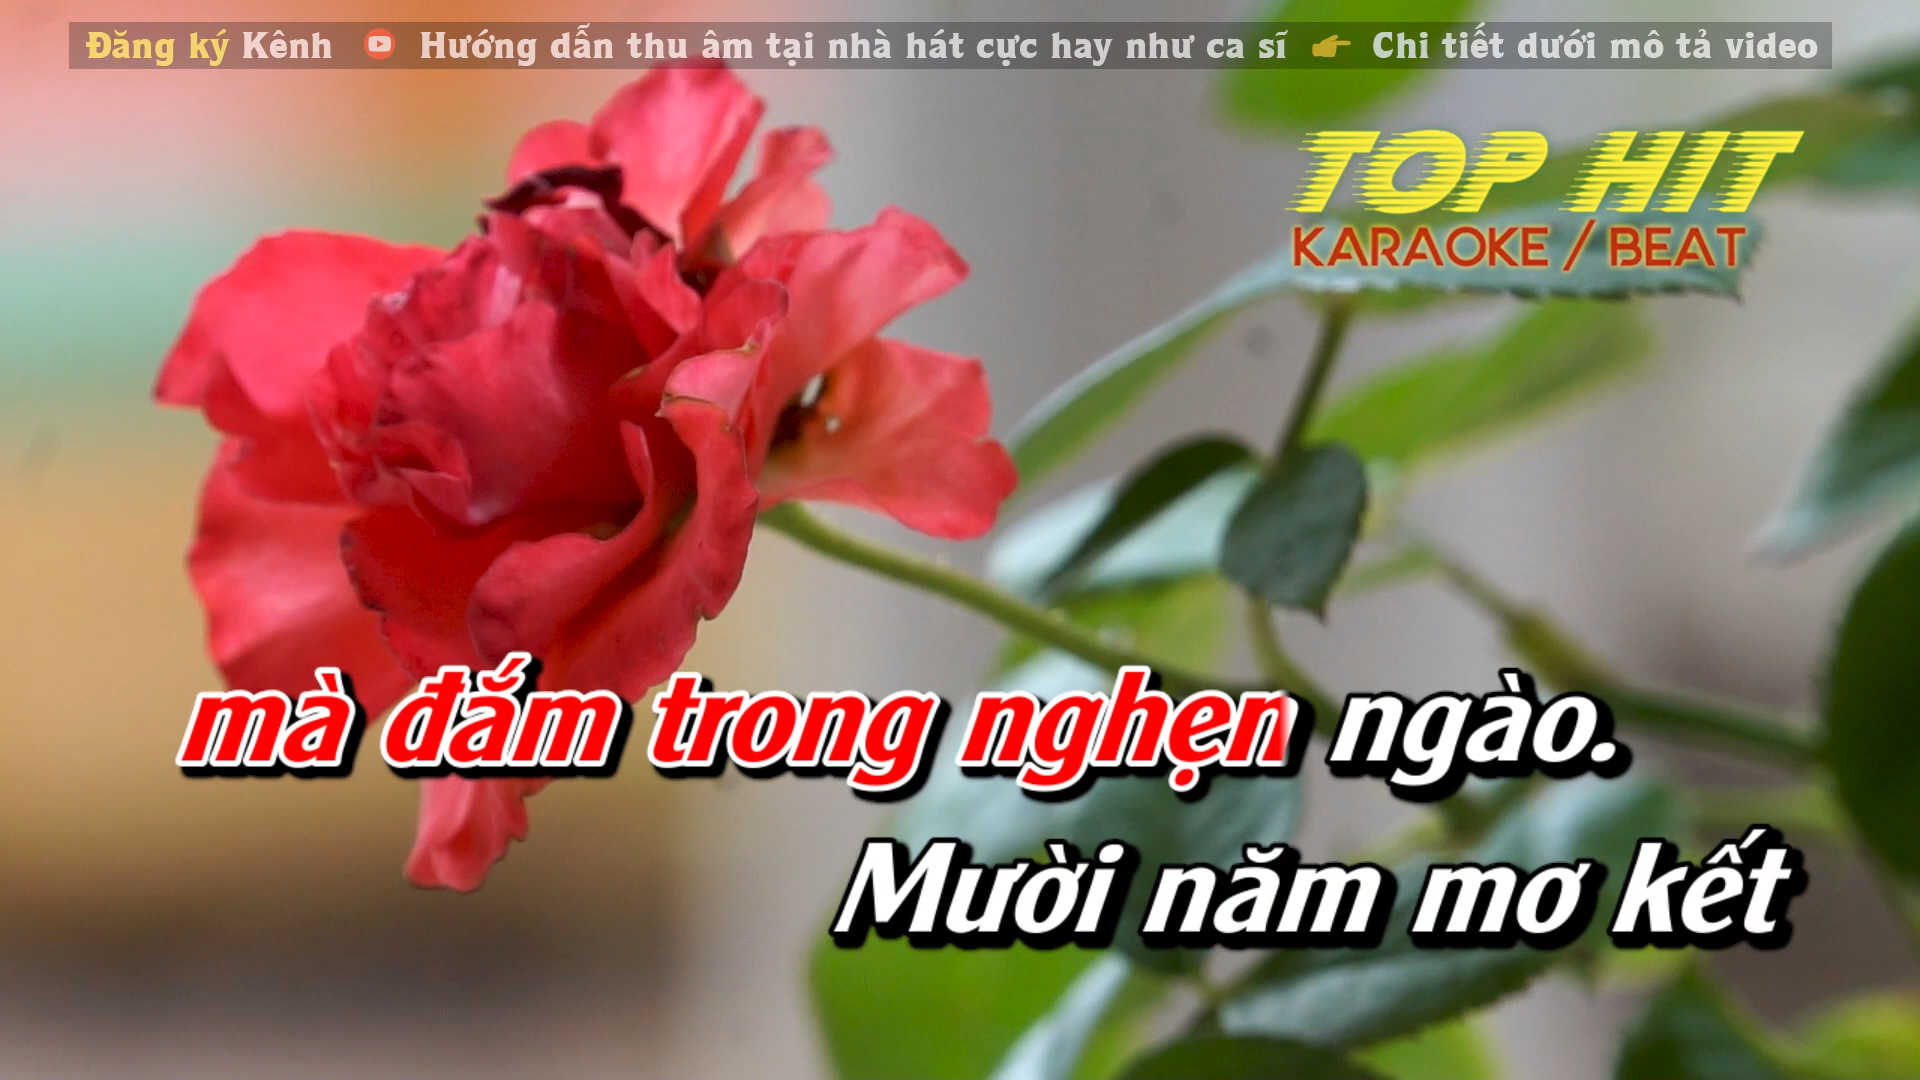 Đăng ký Kênh Hướng dẫn thu âm tại nhà hát cực hay như ca sĩ 👉 Chi tiết dưới mô tả video
TOP HIT
KARAOKE / BEAT
mà đắm trong nghẹn ngào.
Mười năm mơ kết